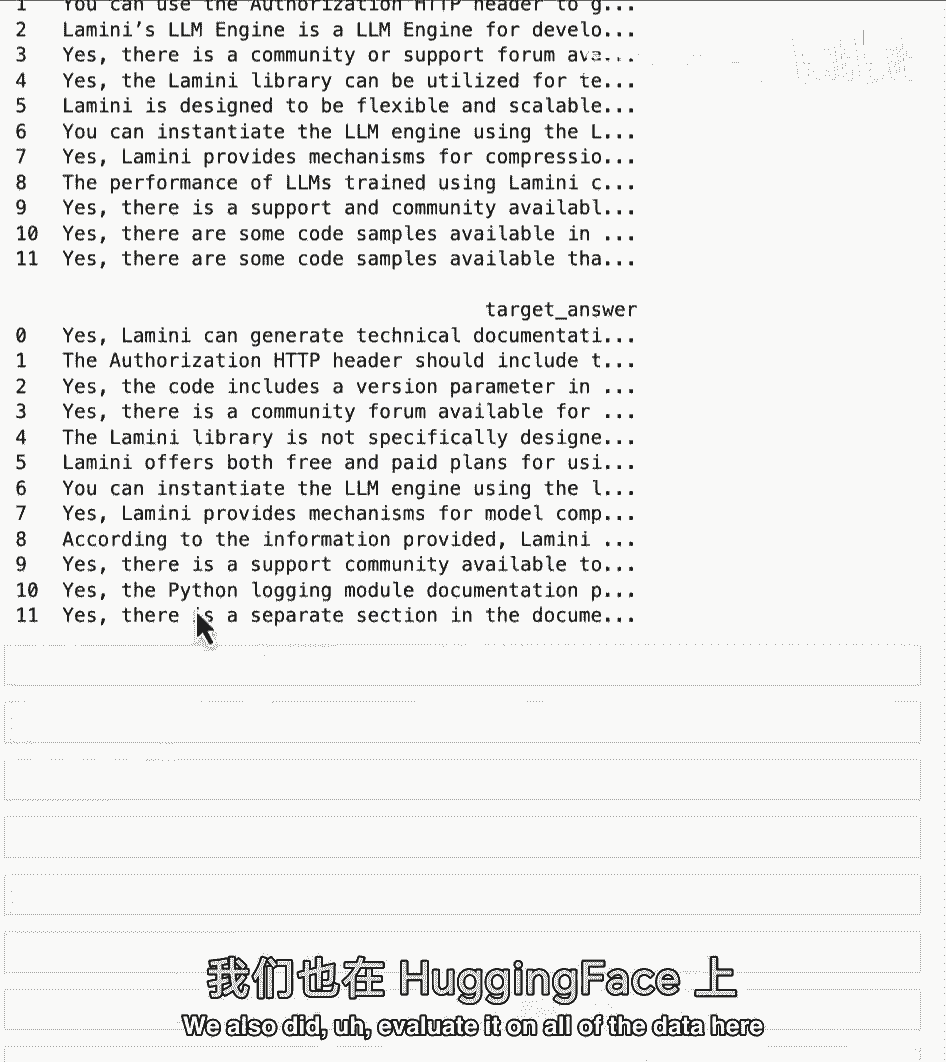 1 You can use the Authorization HTTP header to g...
2 Lamini’s LLM Engine is a LLM Engine for develo...
3 Yes, there is a community or support forum ava...
4 Yes, the Lamini library can be utilized for te...
5 Lamini is designed to be flexible and scalable...
6 You can instantiate the LLM engine using the L...
7 Yes, Lamini provides mechanisms for compressio...
8 The performance of LLMs trained using Lamini c...
9 Yes, there is a support and community availabl...
10 Yes, there are some code samples available in ...
11 Yes, there are some code samples available tha...
target_answer
0 Yes, Lamini can generate technical documentati...
1 The Authorization HTTP header should include t...
2 Yes, the code includes a version parameter in ...
3 Yes, there is a community forum available for ...
4 The Lamini library is not specifically designe...
5 Lamini offers both free and paid plans for usi...
6 You can instantiate the LLM engine using the l...
7 Yes, Lamini provides mechanisms for model comp...
8 According to the information provided, Lamini ...
9 Yes, there is a support community available to...
10 Yes, the Python logging module documentation p...
11 Yes, there is a separate section in the docume...
我们也在 HuggingFace 上
We also did, uh, evaluate it on all of the data here